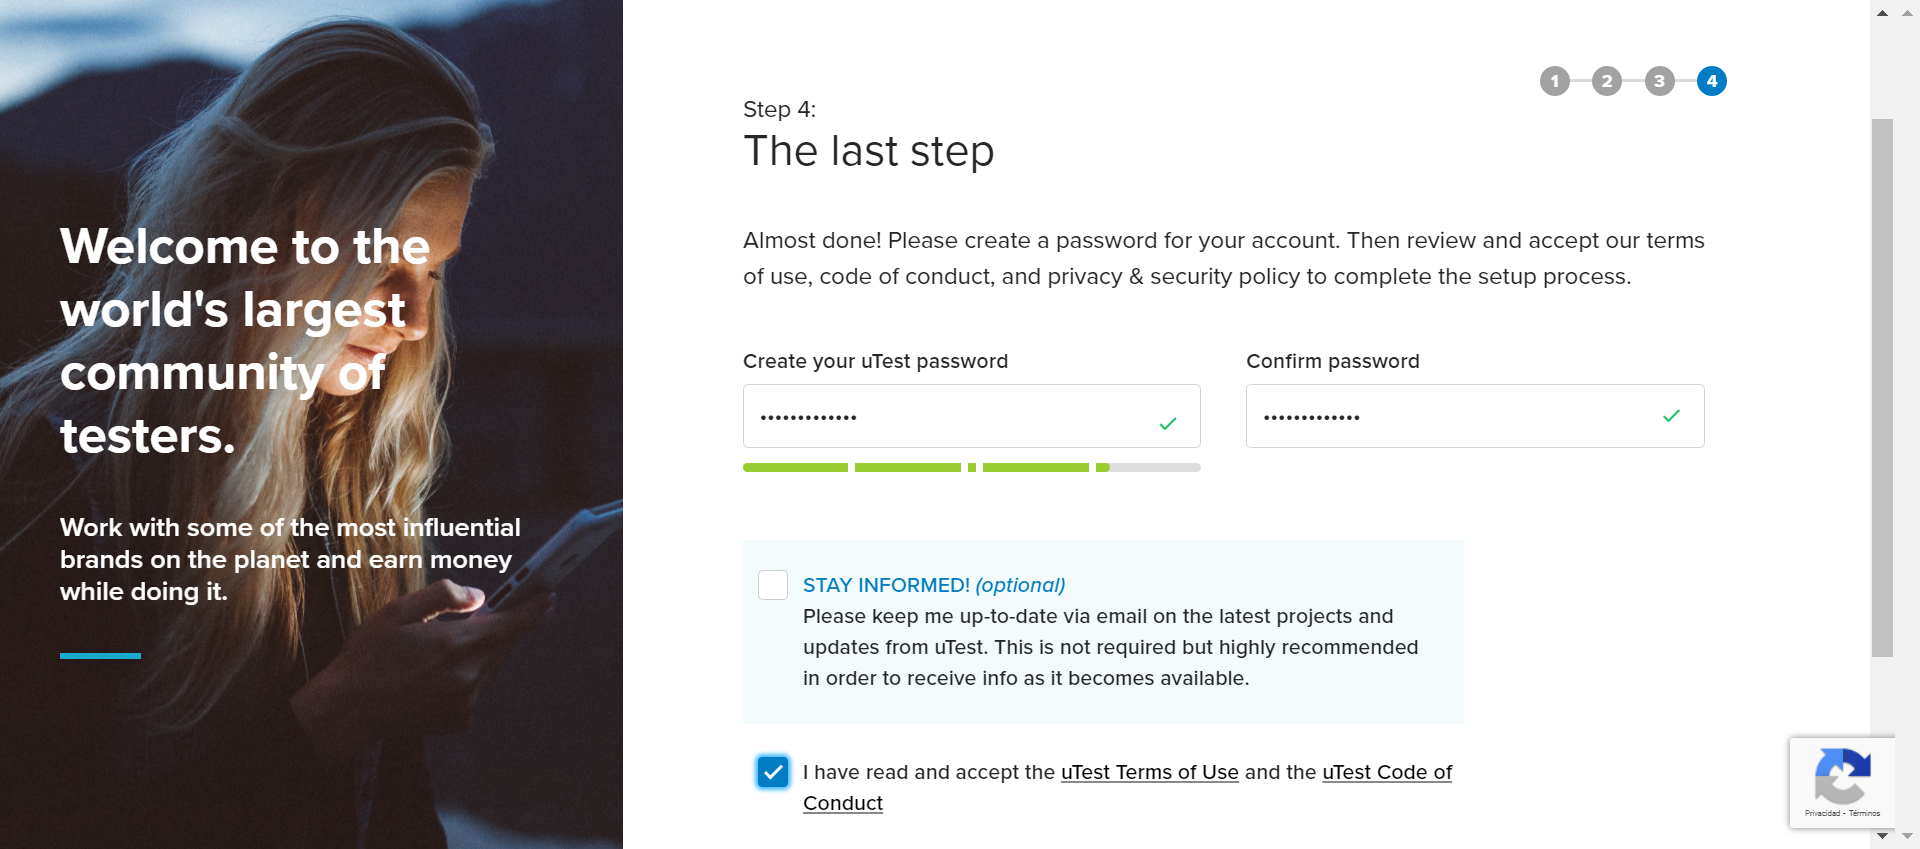 Welcome to the
world's largest
community of
testers.
Work with some of the most influential
brands on the planet and earn money
while doing it.
1 2 3 4
Step 4:
The last step
Almost done! Please create a password for your account. Then review and accept our terms
of use, code of conduct, and privacy & security policy to complete the setup process.
Create your uTest password
Confirm password
STAY INFORMED! (optional)
Please keep me up-to-date via email on the latest projects and
updates from uTest. This is not required but highly recommended
in order to receive info as it becomes available.
I have read and accept the uTest Terms of Use and the uTest Code of
Conduct
Privacidad - Términos